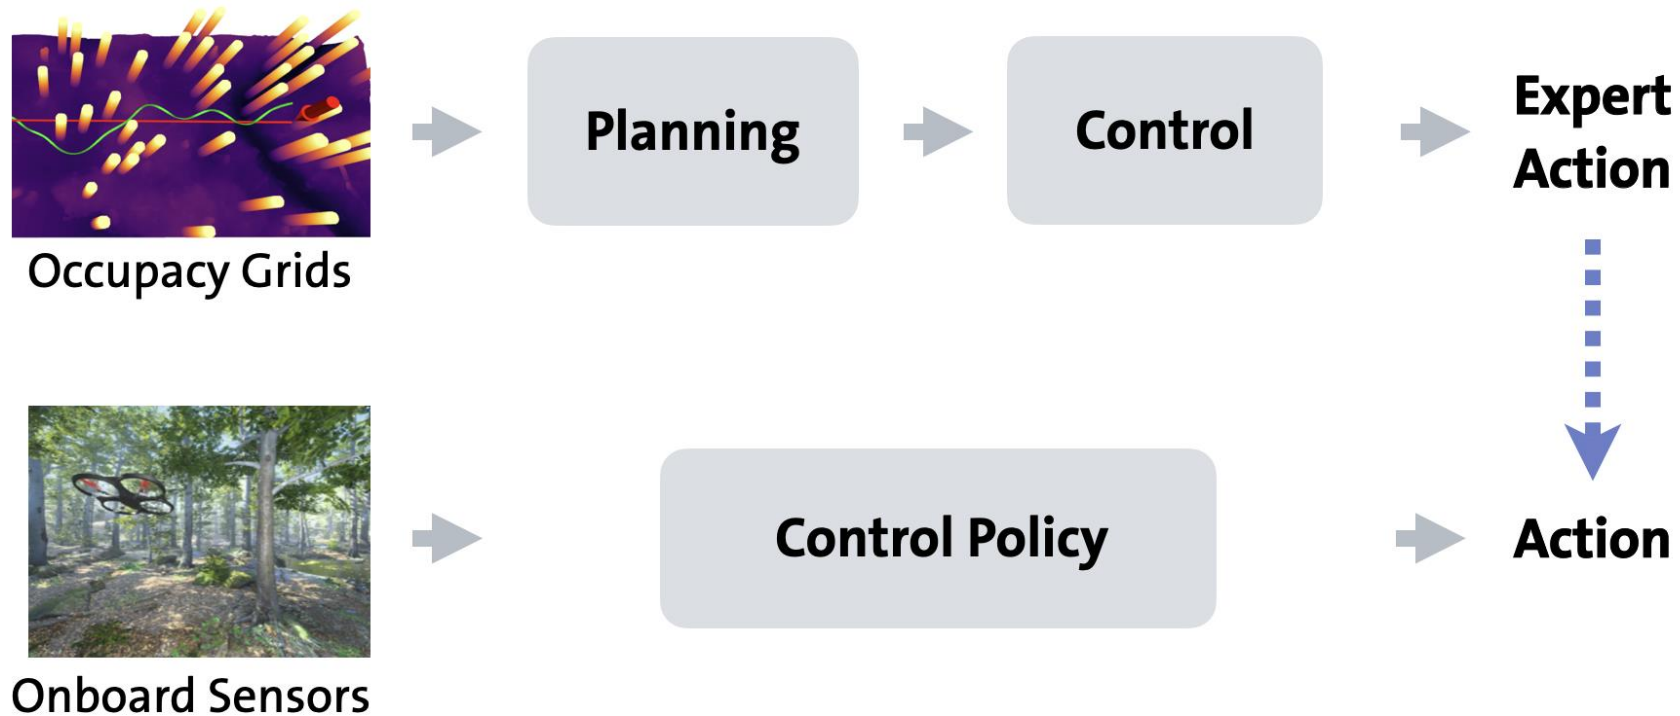 Planning
Control
Expert
Action
Occupacy Grids
Control Policy
Action
Onboard Sensors